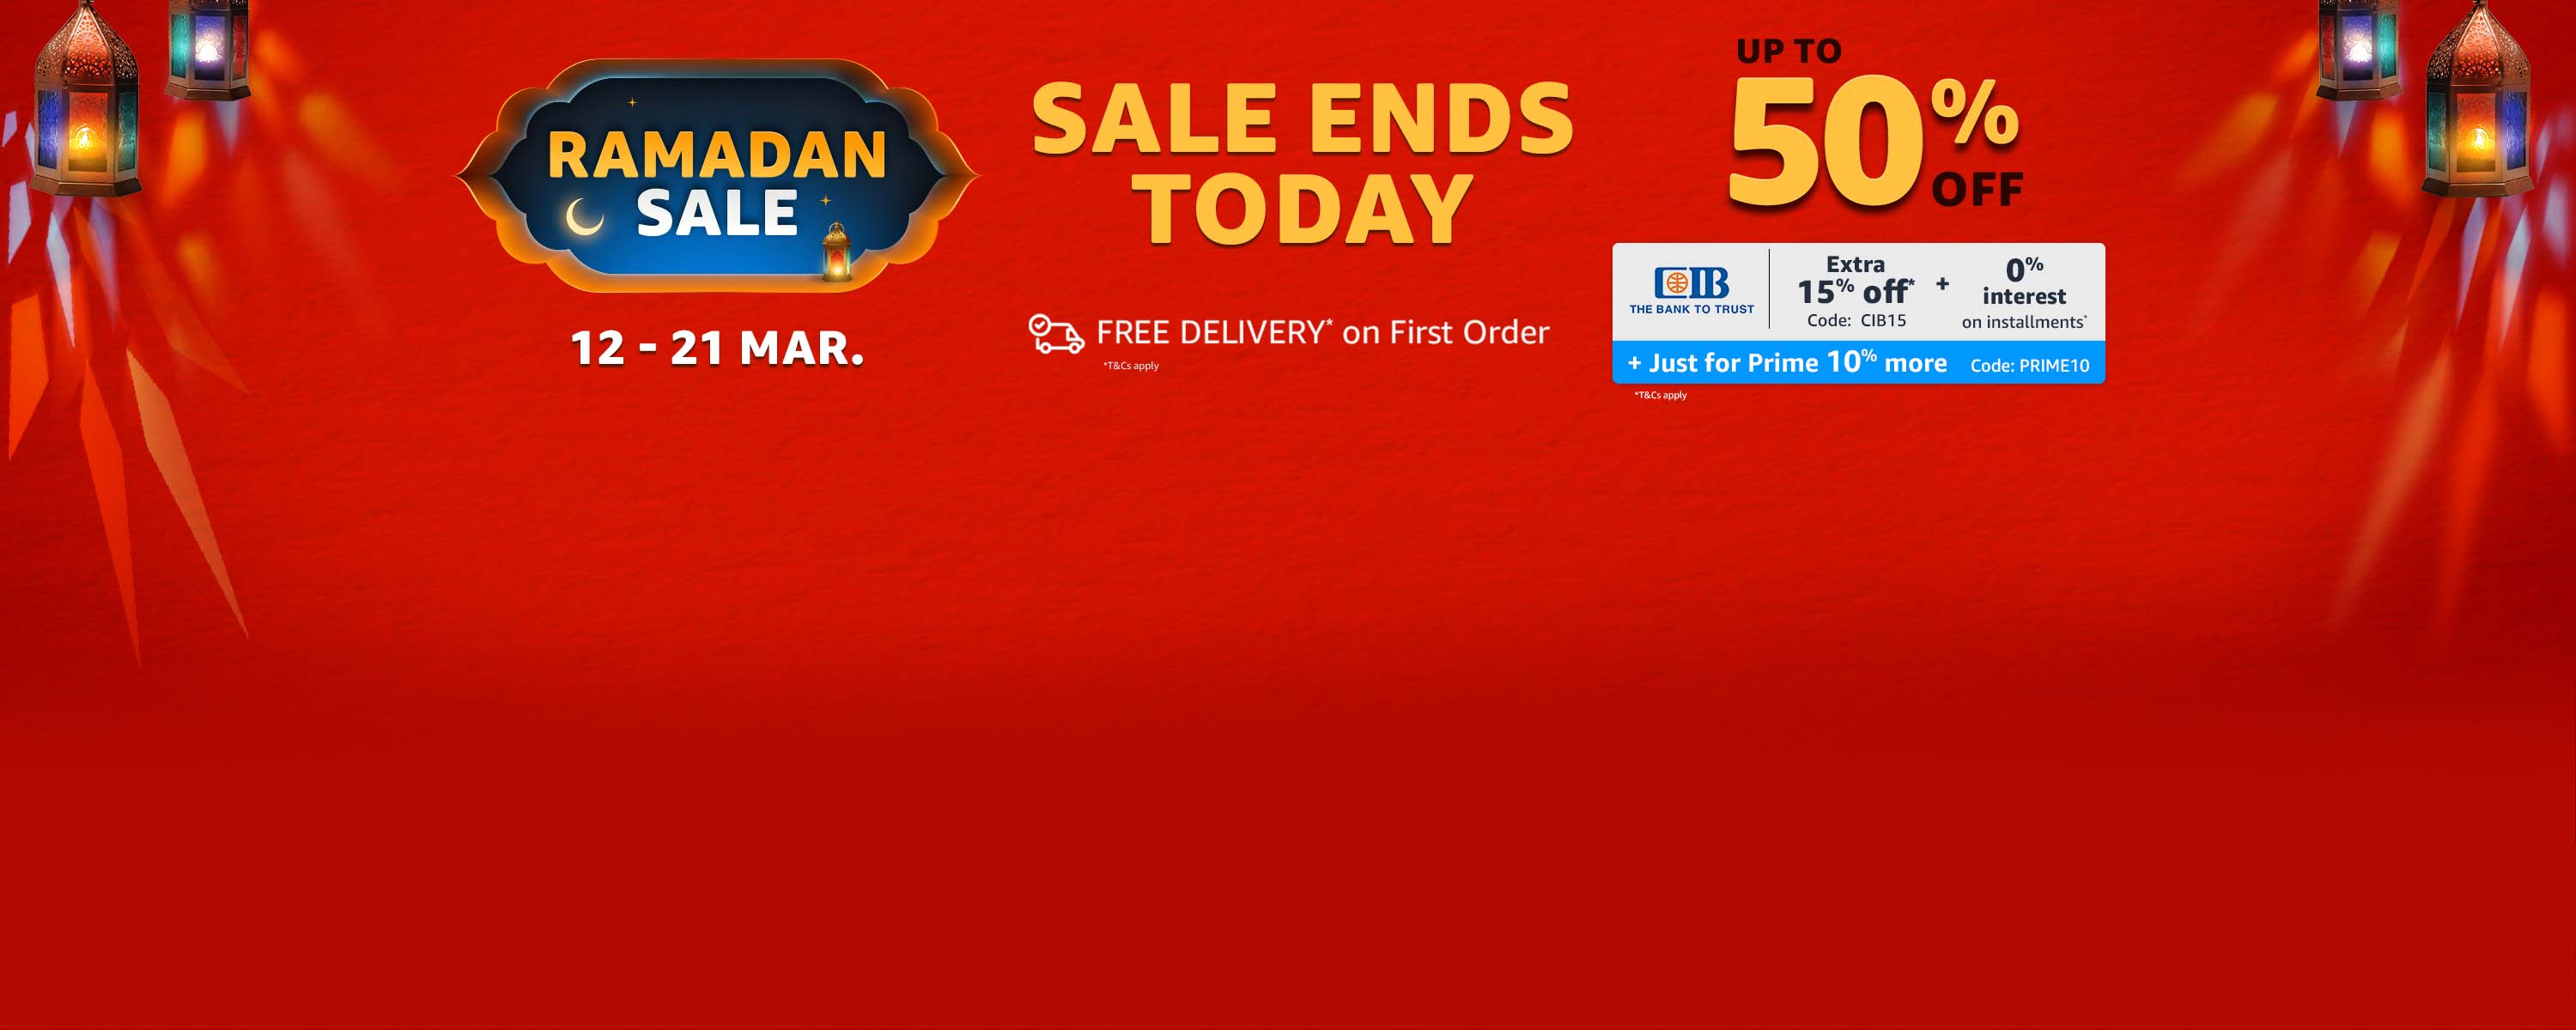 RAMADAN
SALE
12 - 21 MAR.
SALE ENDS
TODAY
FREE DELIVERY* on First Order
*T&Cs apply
UP TO
50%
OFF
CIB
THE BANK TO TRUST
Extra
15% off*
Code: CIB15
+
0%
interest
on installments*
+ Just for Prime 10% more Code: PRIME10
*T&Cs apply